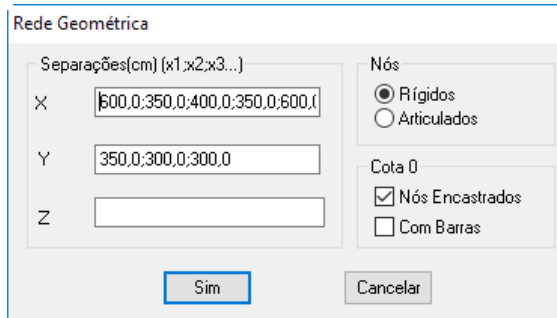 Rede Geométrica
Separações(cm) (x1;x2;x3...)
X 600,0;350,0;400,0;350,0;600,(
Y 350,0;300,0;300,0
Z
Nós
Rígidos
Articulados
Cota 0
Nós Encastrados
Com Barras
Sim Cancelar